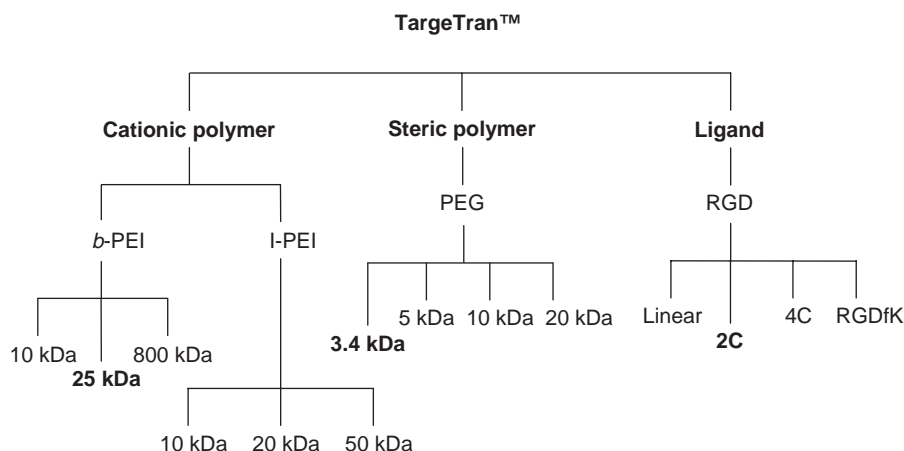 TargeTran™
Cationic polymer Steric polymer Ligand
PEG RGD
b-PEI l-PEI
Linear 2C 4C RGDfK
3.4 kDa 5 kDa 10 kDa 20 kDa
10 kDa 25 kDa 800 kDa
10 kDa 20 kDa 50 kDa